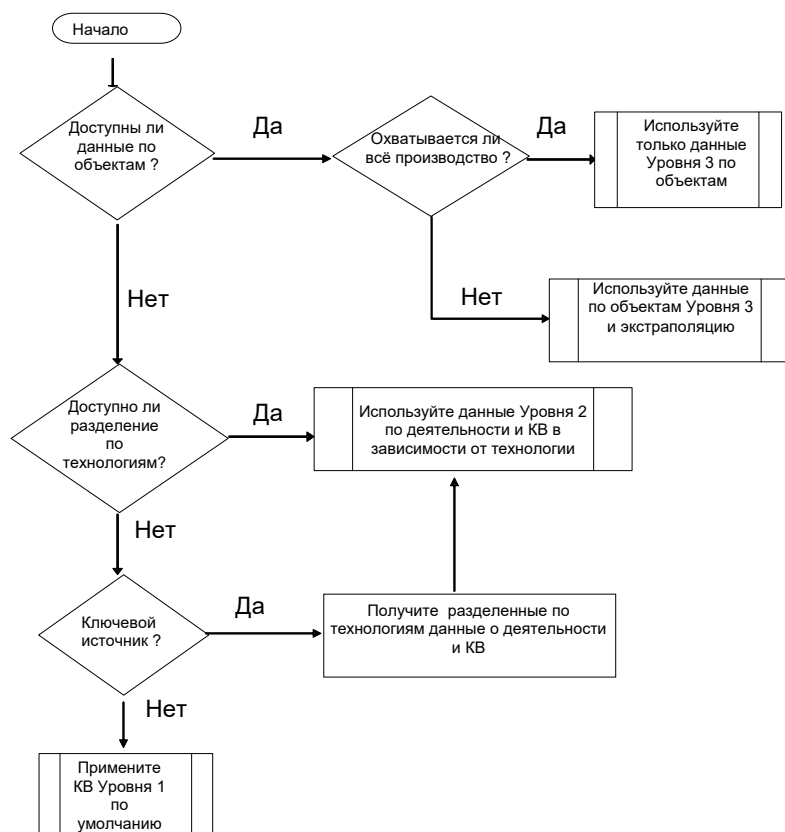 Начало
Доступны ли
данные по
объектам ?
Да
Охватывается ли
всё производство ?
Да
Используйте
только данные
Уровня 3 по
объектам
Нет
Нет
Используйте данные
по объектам Уровня 3
и экстраполяцию
Доступно ли
разделение
по
технологиям?
Да
Используйте данные Уровня 2
по деятельности и КВ в
зависимости от технологии
Нет
Ключевой
источник ?
Да
Получите разделенные по
технологиям данные о деятельности
и КВ
Нет
Примените
КВ Уровня 1
по
умолчанию